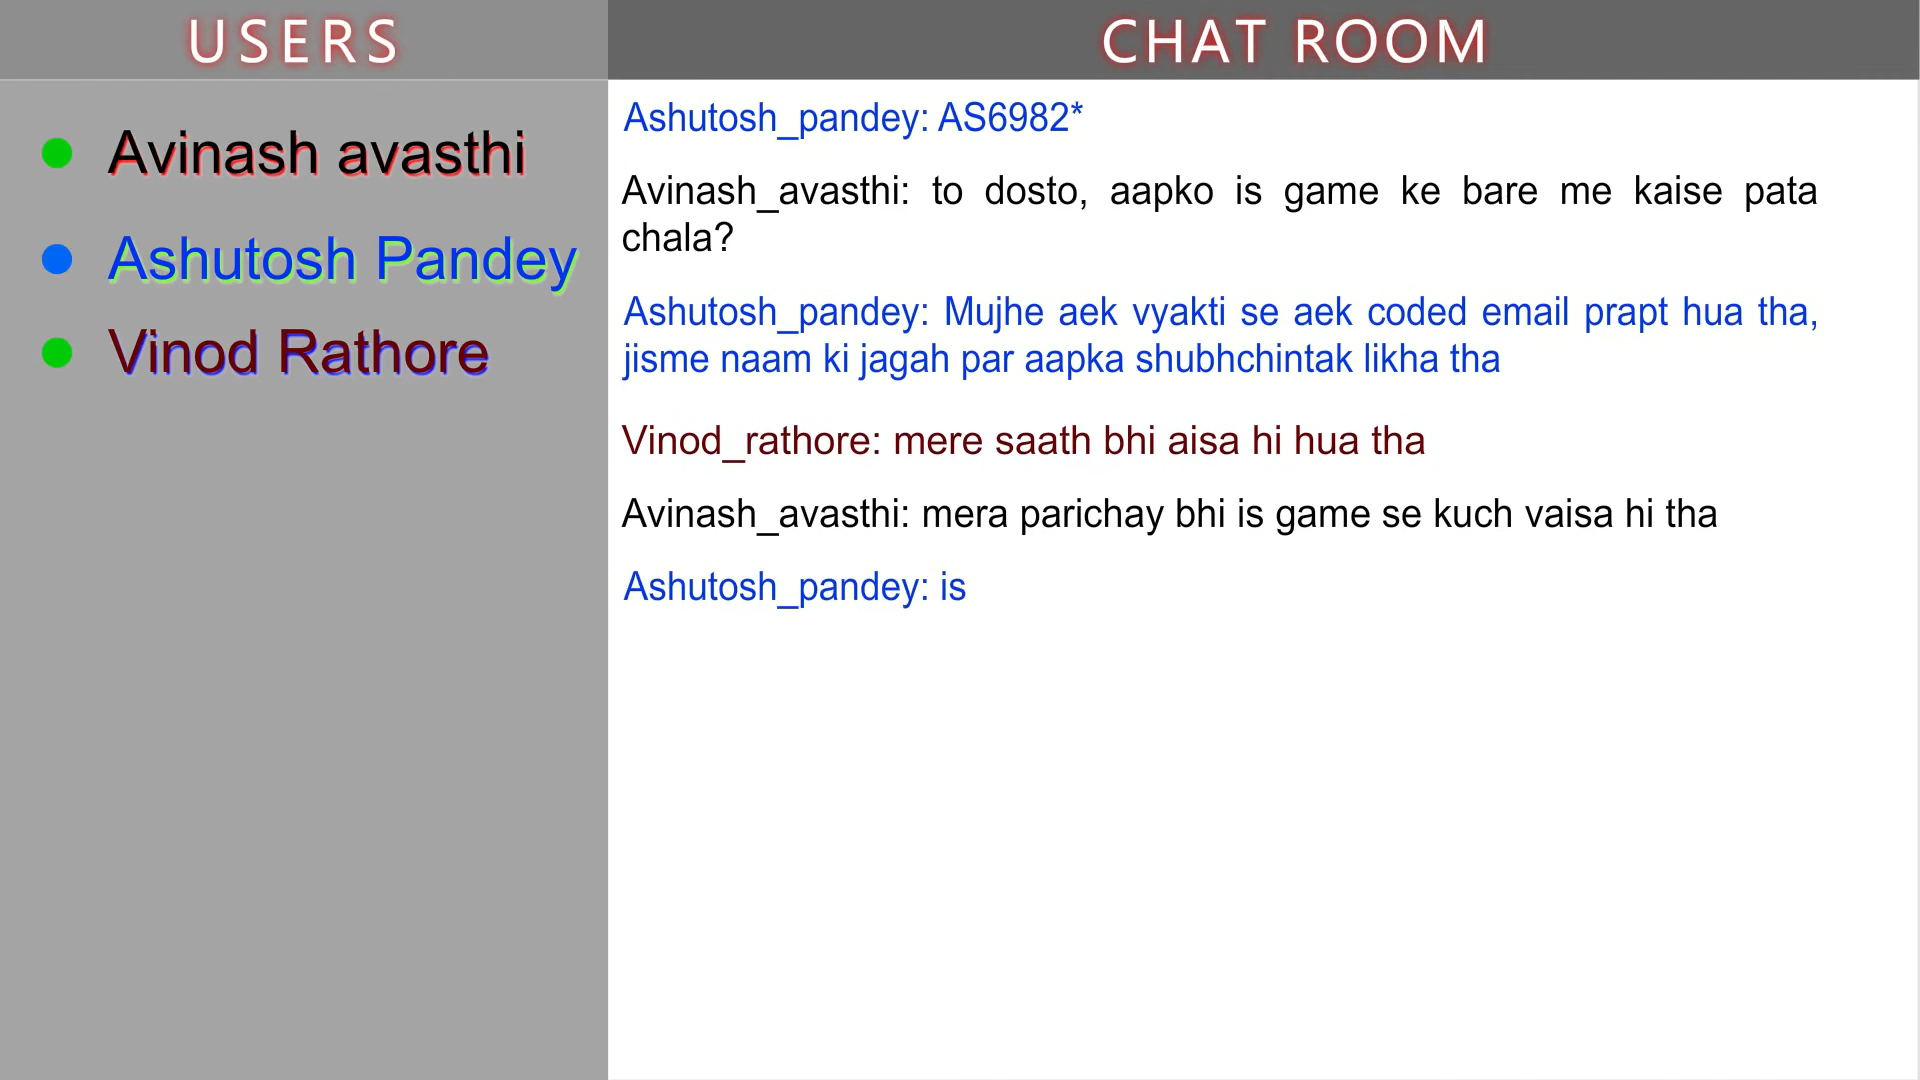 USERS
CHAT ROOM
Avinash avasthi
Ashutosh Pandey
Vinod Rathore
Ashutosh_pandey: AS6982*
Avinash_avasthi: to dosto, aapko is game ke bare me kaise pata
chala?
Ashutosh_pandey: Mujhe aek vyakti se aek coded email prapt hua tha,
jisme naam ki jagah par aapka shubhchintak likha tha
Vinod_rathore: mere saath bhi aisa hi hua tha
Avinash_avasthi: mera parichay bhi is game se kuch vaisa hi tha
Ashutosh_pandey: is